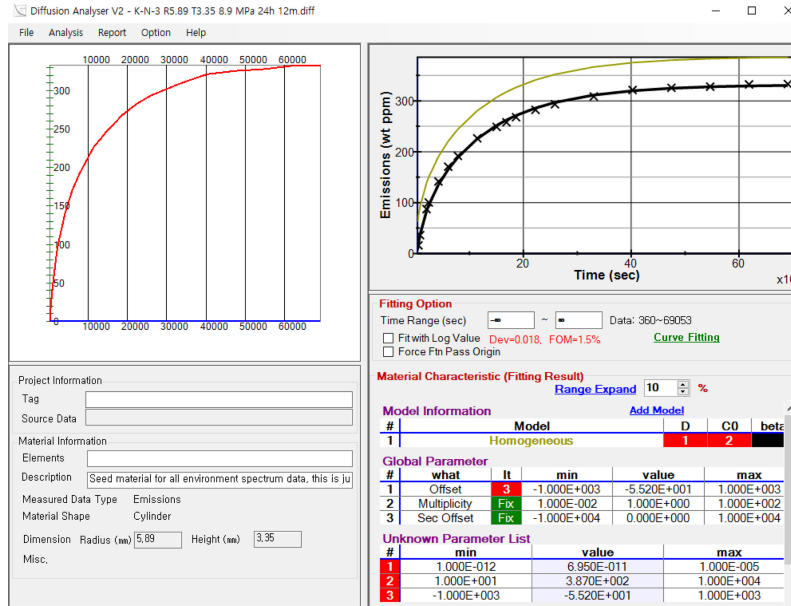 Diffusion Analyser V2 - K-N-3 R5.89 T3.35 8.9 MPa 24h 12m.diff
File Analysis Report Option Help
10000 20000 30000 40000 50000 60000
300
250
200
150
100
50
0
10000 20000 30000 40000 50000 60000
Emissions (wt ppm)
300
200
100
0
20 40 60
Time (sec)
x10
Project Information
Tag
Source Data
Material Information
Elements
Description Seed material for all environment spectrum data, this is ju
Measured Data Type Emissions
Material Shape Cylinder
Dimension Radius (mm) 5,89 Height (mm) 3,35
Misc,
Fitting Option
Time Range (sec) -∞ ~ ∞ Data: 360~69053
Fit with Log Value Dev=0.018, FOM=1.5% Curve Fitting
Force Ftn Pass Origin
Material Characteristic (Fitting Result)
Range Expand 10 %
Model Information Add Model
# Model D C0 beta
1 Homogeneous 1 2
Global Parameter
# what It min value max
1 Offset 3 -1.000E+003 -5.520E+001 1.000E+003
2 Multiplicity Fix 1.000E-002 1.000E+000 1.000E+002
3 Sec Offset Fix -1.000E+004 0.000E+000 1.000E+004
Unknown Parameter List
# min value max
1 1.000E-012 6.950E-011 1.000E-005
2 1.000E+001 3.870E+002 1.000E+004
3 -1.000E+003 -5.520E+001 1.000E+003